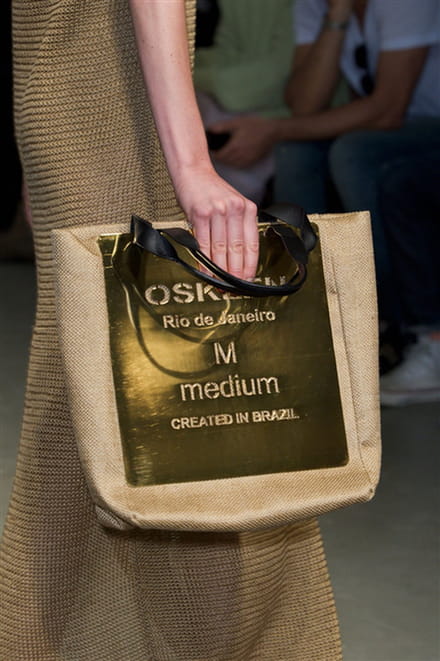 Rio de Janeiro
M
medium
CREATED IN BRAZIL